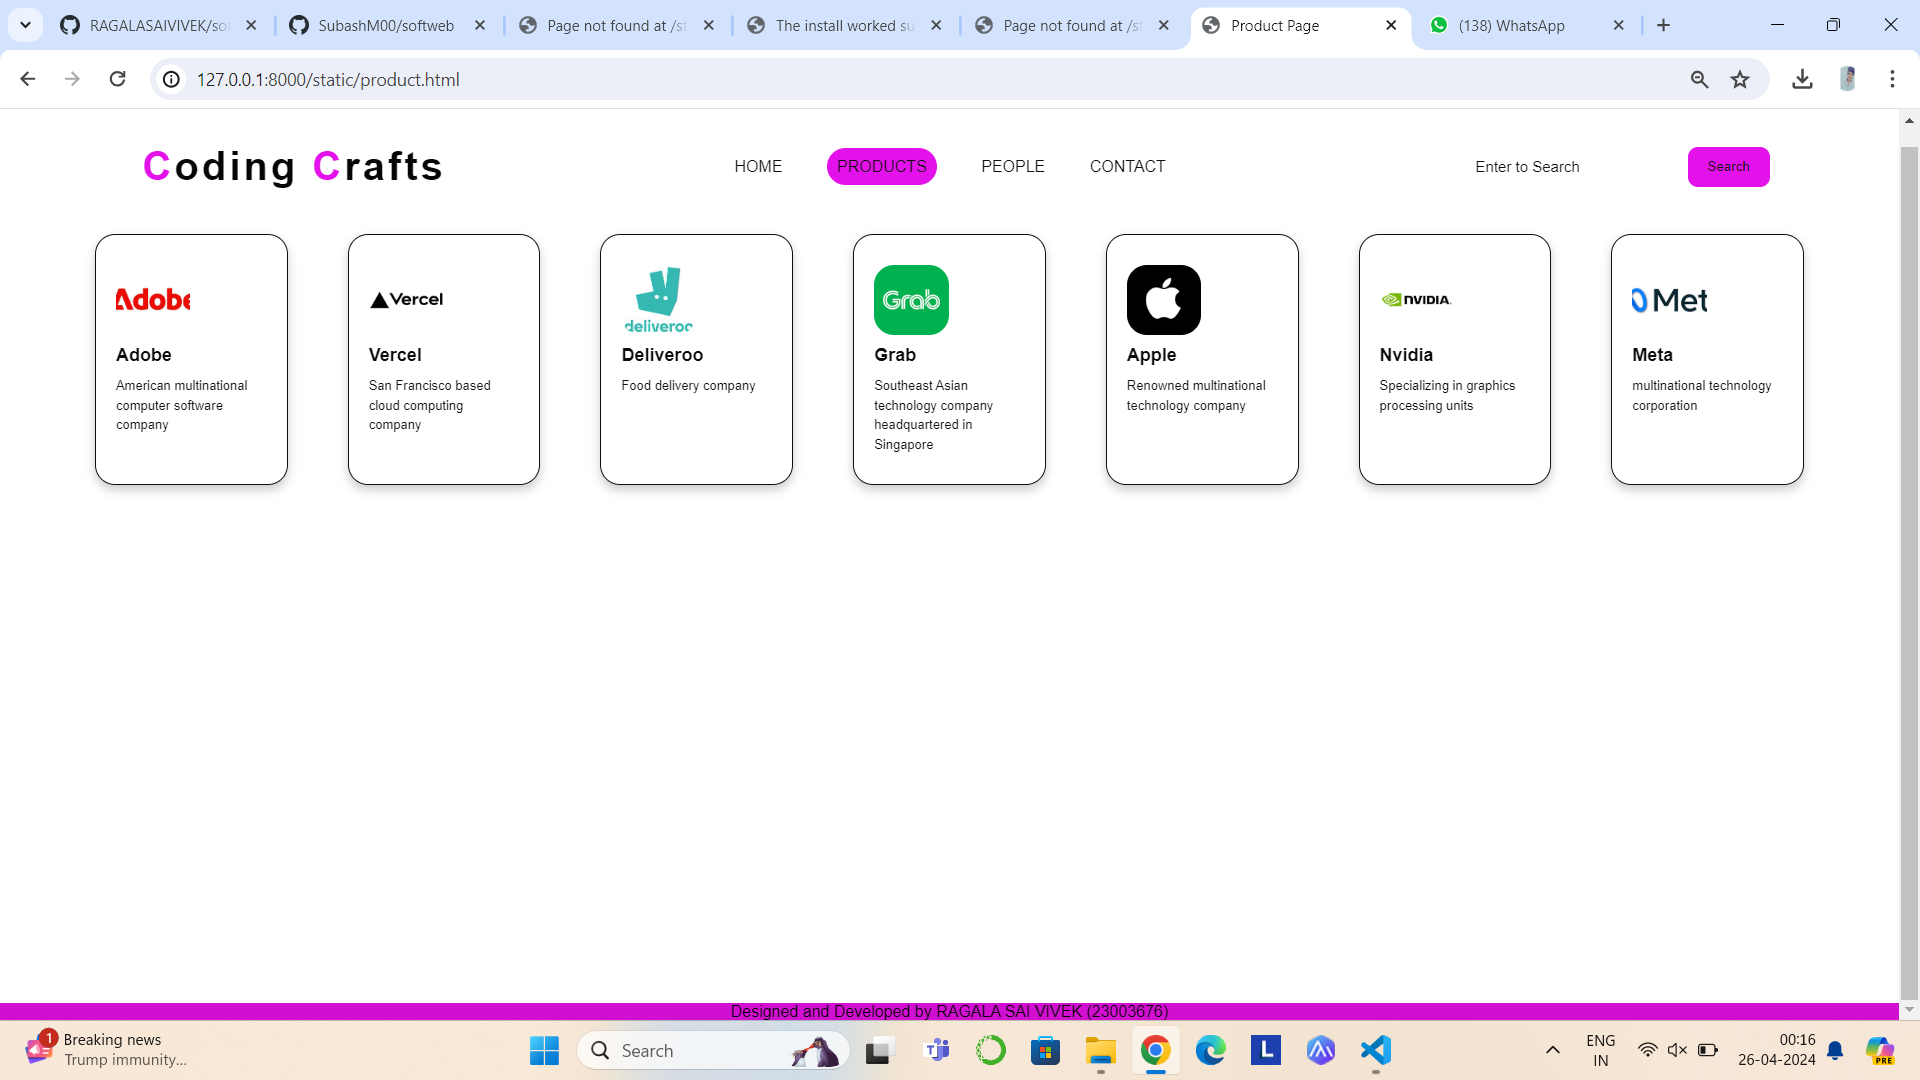 RAGALASAIVIVEK/sof
SubashM00/softweb
Page not found at /st
The install worked su
Page not found at /st
Product Page
(138) WhatsApp
127.0.0.1:8000/static/product.html
Coding Crafts
HOME
PRODUCTS
PEOPLE
CONTACT
Enter to Search
Search
Adobe
Vercel
deliveroo
Grab
NVIDIA.
Met
Adobe
American multinational
computer software
company
Vercel
San Francisco based
cloud computing
company
Deliveroo
Food delivery company
Grab
Southeast Asian
technology company
headquartered in
Singapore
Apple
Renowned multinational
technology company
Nvidia
Specializing in graphics
processing units
Meta
multinational technology
corporation
Designed and Developed by RAGALA SAI VIVEK (23003676)
1
Breaking news
Trump immunity...
Search
L
ENG
IN
00:16
26-04-2024
PRE